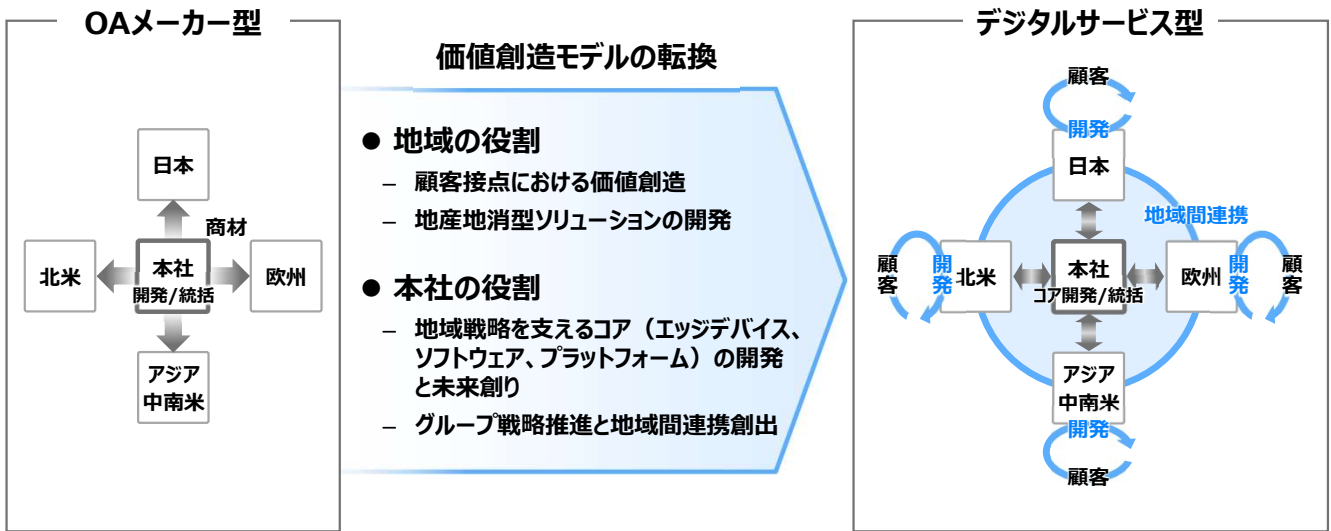 OAメーカー型
日本
商材
北米
本社
開発/統括
欧州
アジア
中南米
価値創造モデルの転換
● 地域の役割
– 顧客接点における価値創造
– 地産地消型ソリューションの開発
● 本社の役割
– 地域戦略を支えるコア（エッジデバイス、
ソフトウェア、プラットフォーム）の開発
と未来創り
– グループ戦略推進と地域間連携創出
デジタルサービス型
顧客
開発
日本
地域間連携
顧客
開発
北米
本社
コア開発/統括
欧州
開発
顧客
アジア
中南米
開発
顧客